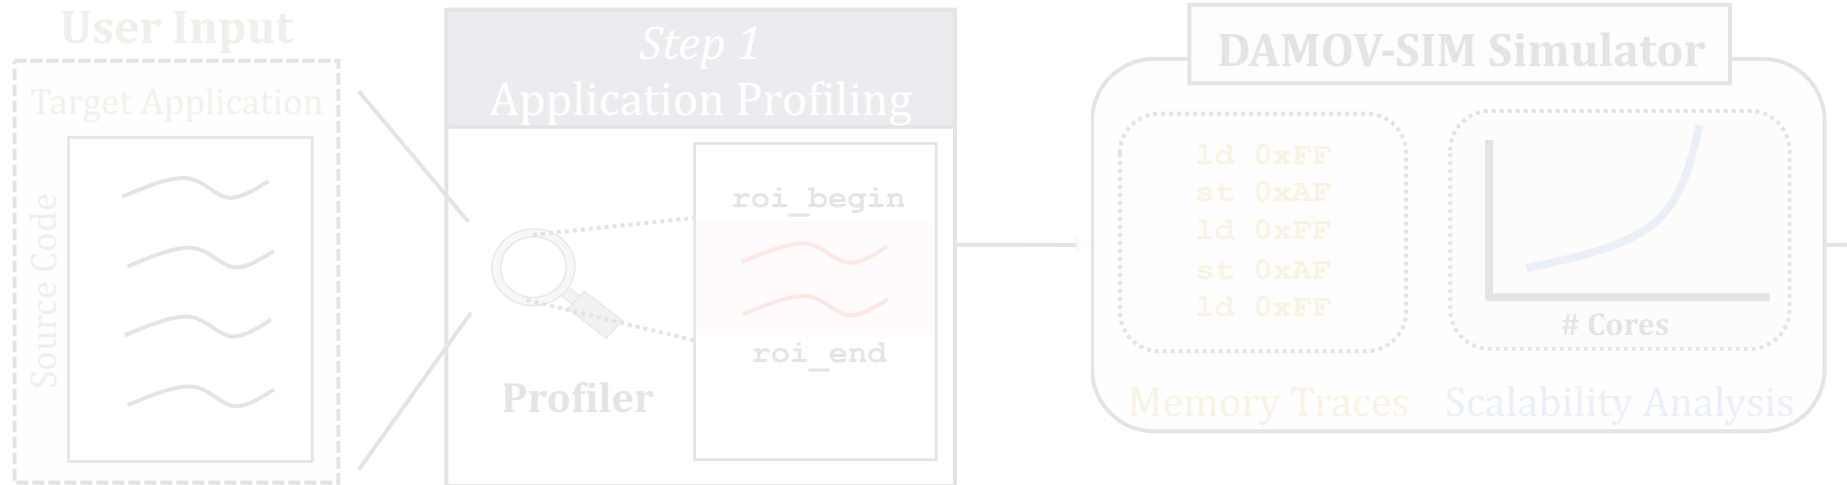 User Input
Target Application
Source Code
Step 1
Application Profiling
roi_begin
roi_end
Profiler
DAMOV-SIM Simulator
ld 0xFF
st 0xAF
ld 0xFF
st 0xAF
ld 0xFF
# Cores
Memory Traces
Scalability Analysis